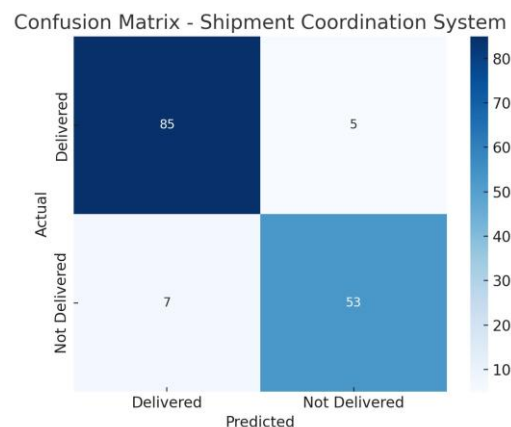 Confusion Matrix - Shipment Coordination System
80
70
60
50
40
30
20
10
Actual
Delivered
Not Delivered
85
5
7
53
Delivered
Not Delivered
Predicted